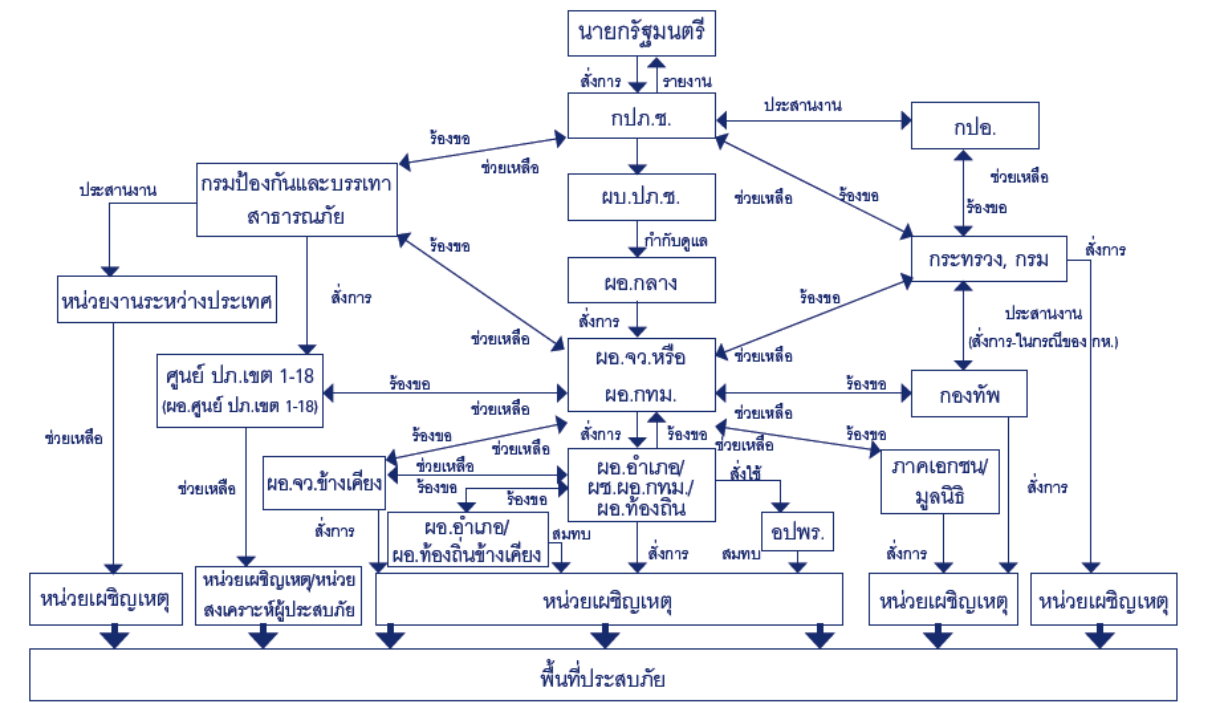 นายกรัฐมนตรี
สั่งการ
รายงาน
กปภ.ช.
ประสานงาน
กปอ.
ร้องขอ
ช่วยเหลือ
ช่วยเหลือ
ร้องขอ
ช่วยเหลือ
ร้องขอ
ประสานงาน
กรมป้องกันและบรรเทา
สาธารณภัย
ผบ.ปภ.ช.
กำกับดูแล
ร้องขอ
กระทรวง, กรม
สั่งการ
หน่วยงานระหว่างประเทศ
สั่งการ
ผอ.กลาง
ร้องขอ
สั่งการ
ประสานงาน
(สั่งการ-ในกรณีของ กห.)
ช่วยเหลือ
ผอ.จว.หรือ
ผอ.กทม.
ช่วยเหลือ
ศูนย์ ปภ.เขต 1-18
(ผอ.ศูนย์ ปภ.เขต 1-18)
ร้องขอ
ร้องขอ
กองทัพ
ช่วยเหลือ
ช่วยเหลือ
ช่วยเหลือ
ร้องขอ
ช่วยเหลือ
สั่งการ
ร้องขอ
ช่วยเหลือ
ร้องขอ
ผอ.จว.ข้างเคียง
ช่วยเหลือ
ร้องขอ
ร้องขอ
ผอ.อำเภอ/
ผช.ผอ.กทม./
ผอ.ท้องถิ่น
สั่งใช้
ภาคเอกชน/
มูลนิธิ
ช่วยเหลือ
สั่งการ
สั่งการ
ผอ.อำเภอ/
ผอ.ท้องถิ่นข้างเคียง
สมทบ
อปพร.
สั่งการ
สมทบ
สั่งการ
หน่วยเผชิญเหตุ
หน่วยเผชิญเหตุ/หน่วย
สงเคราะห์ผู้ประสบภัย
หน่วยเผชิญเหตุ
หน่วยเผชิญเหตุ
หน่วยเผชิญเหตุ
พื้นที่ประสบภัย